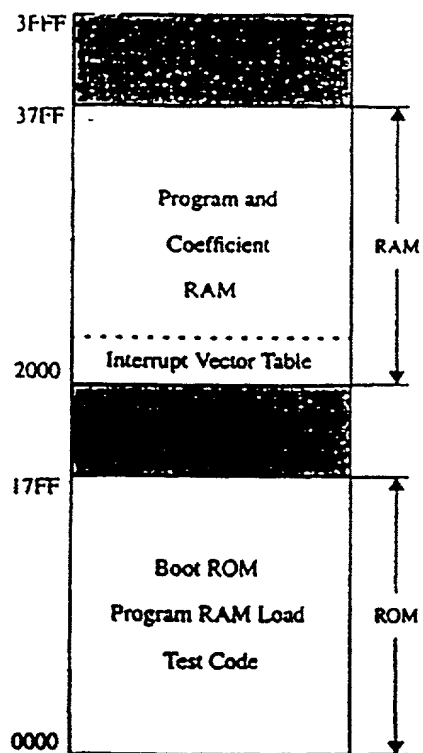 3FFF
37FF
Program and
Coefficient
RAM
RAM
Interrupt Vector Table
2000
17FF
Boot ROM
Program RAM Load
ROM
Test Code
0000